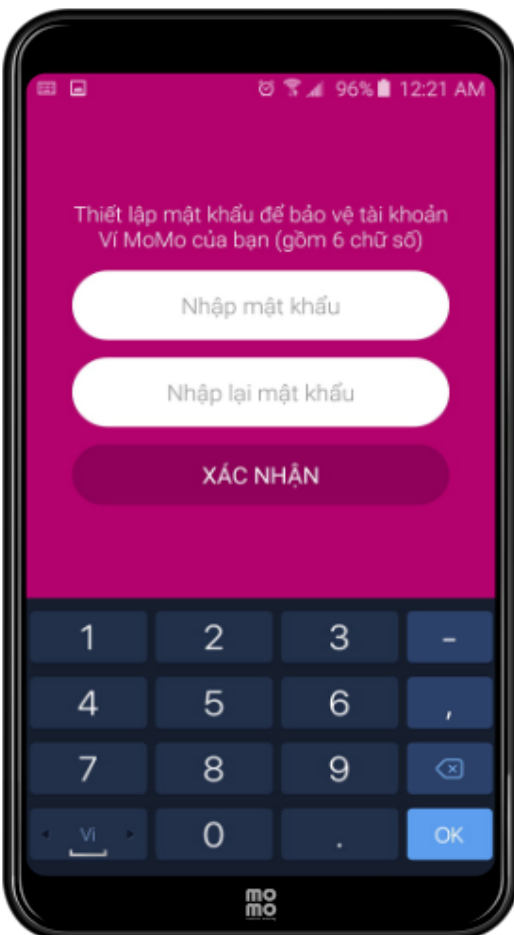 96% 12:21 AM
Thiết lập mật khẩu để bảo vệ tài khoản
Ví MoMo của bạn (gồm 6 chữ số)
Nhập mật khẩu
Nhập lại mật khẩu
XÁC NHẬN
1 2 3 -
4 5 6 ,
7 8 9
Vi 0 . OK
mo
mo